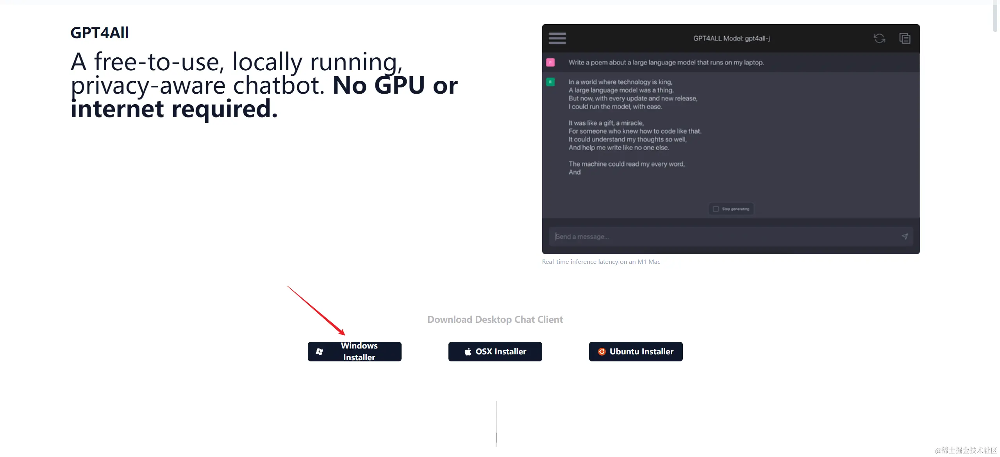 GPT4All
A free-to-use, locally running,
privacy-aware chatbot. No GPU or
internet required.
GPT4ALL Model: gpt4all-j
Write a poem about a large language model that runs on my laptop.
In a world where technology is king,
A large language model was a thing.
But now, with every update and new release,
I could run the model, with ease.
It was like a gift, a miracle,
For someone who knew how to code like that.
It could understand my thoughts so well,
And help me write like no one else.
The machine could read my every word,
And
Stop generating
Send a message...
Real-time inference latency on an M1 Mac
Download Desktop Chat Client
Windows
Installer
OSX Installer
Ubuntu Installer
@稀土掘金技术社区